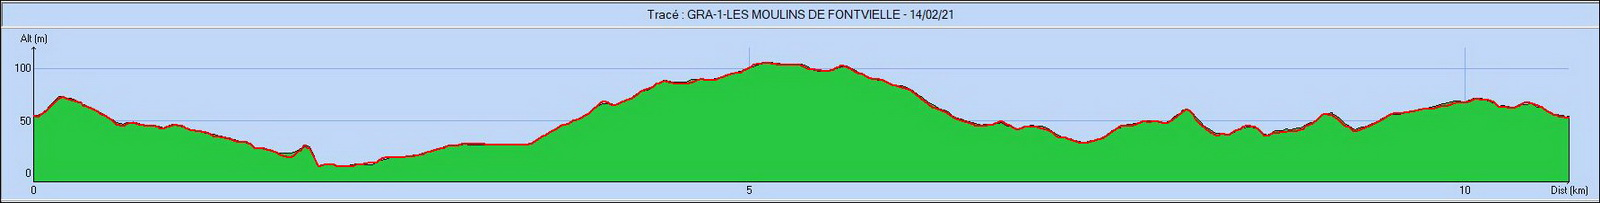 Tracé : GRA-1-LES MOULINS DE FONTVIELLE - 14/02/21
Alt (m)
100
50
0
0 5 10 Dist (km)